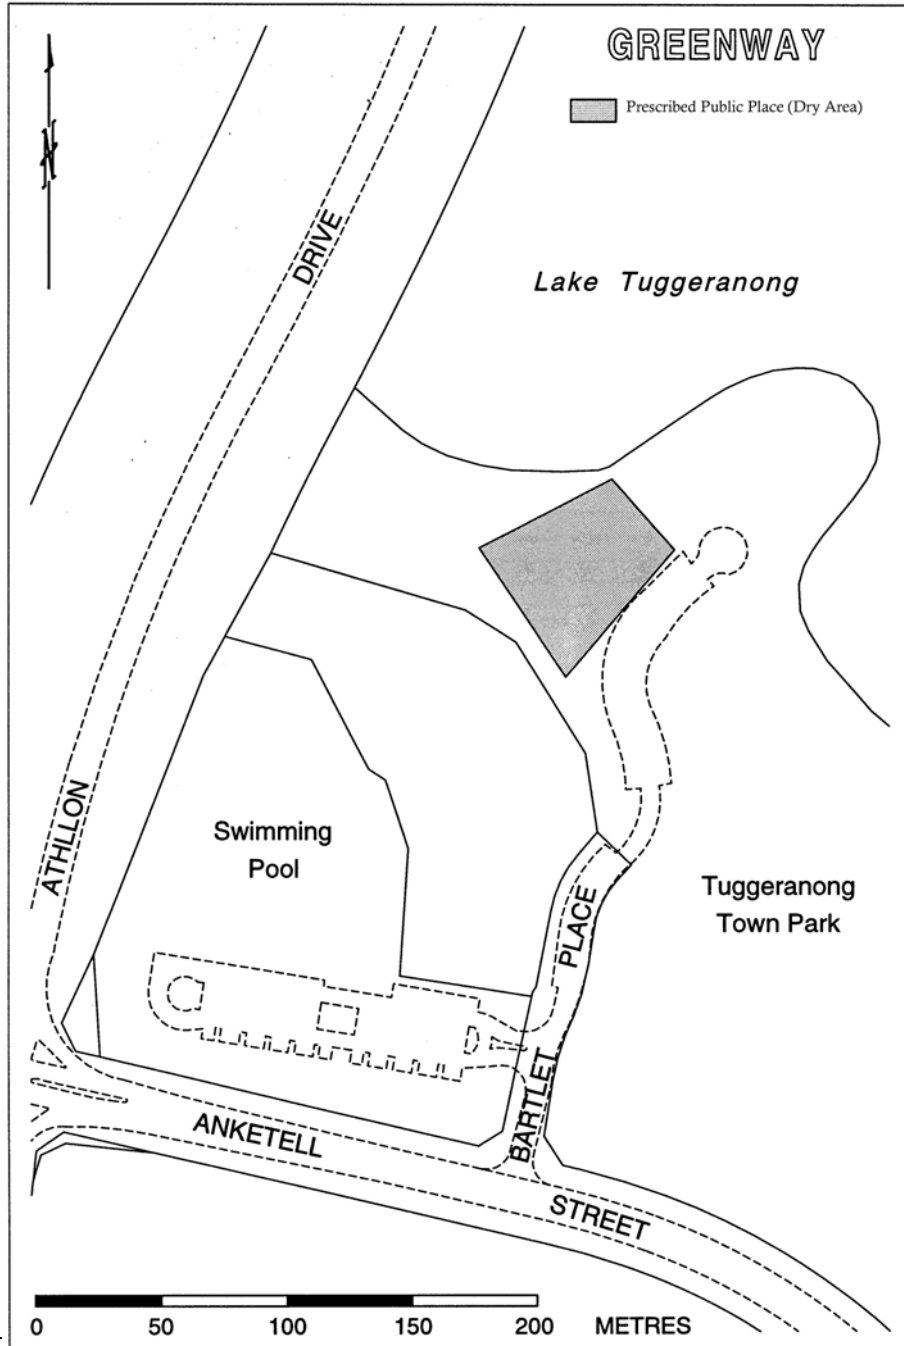 GREENWAY
Prescribed Public Place (Dry Area)
N
DRIVE
Lake Tuggeranong
ATHLLON
Swimming
Pool
PLACE
Tuggeranong
Town Park
BARTLET
ANKETELL
STREET
0 50 100 150 200 METRES